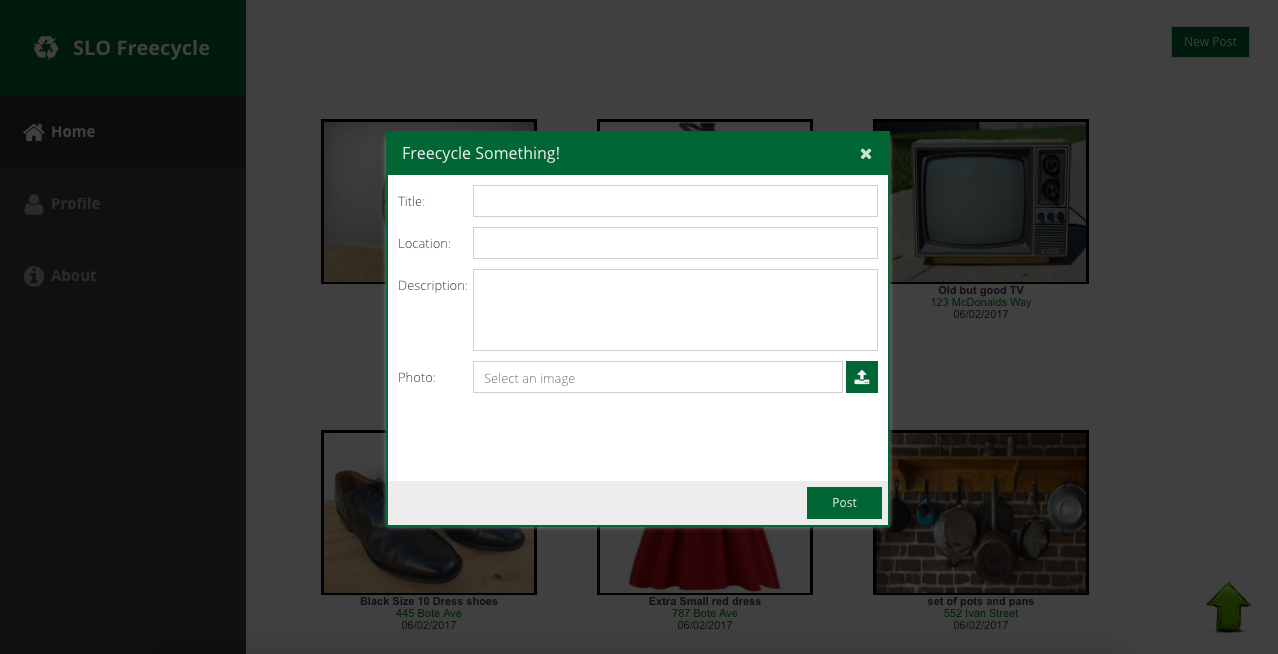 SLO Freecycle
New Post
Home
Profile
About
Freecycle Something!
Title:
Location:
Description:
Photo:
Select an image
Post
Old but good TV
123 McDonalds Way
06/02/2017
Black Size 10 Dress shoes
445 Bote Ave
06/02/2017
Extra Small red dress
787 Bote Ave
06/02/2017
set of pots and pans
552 Ivan Street
06/02/2017